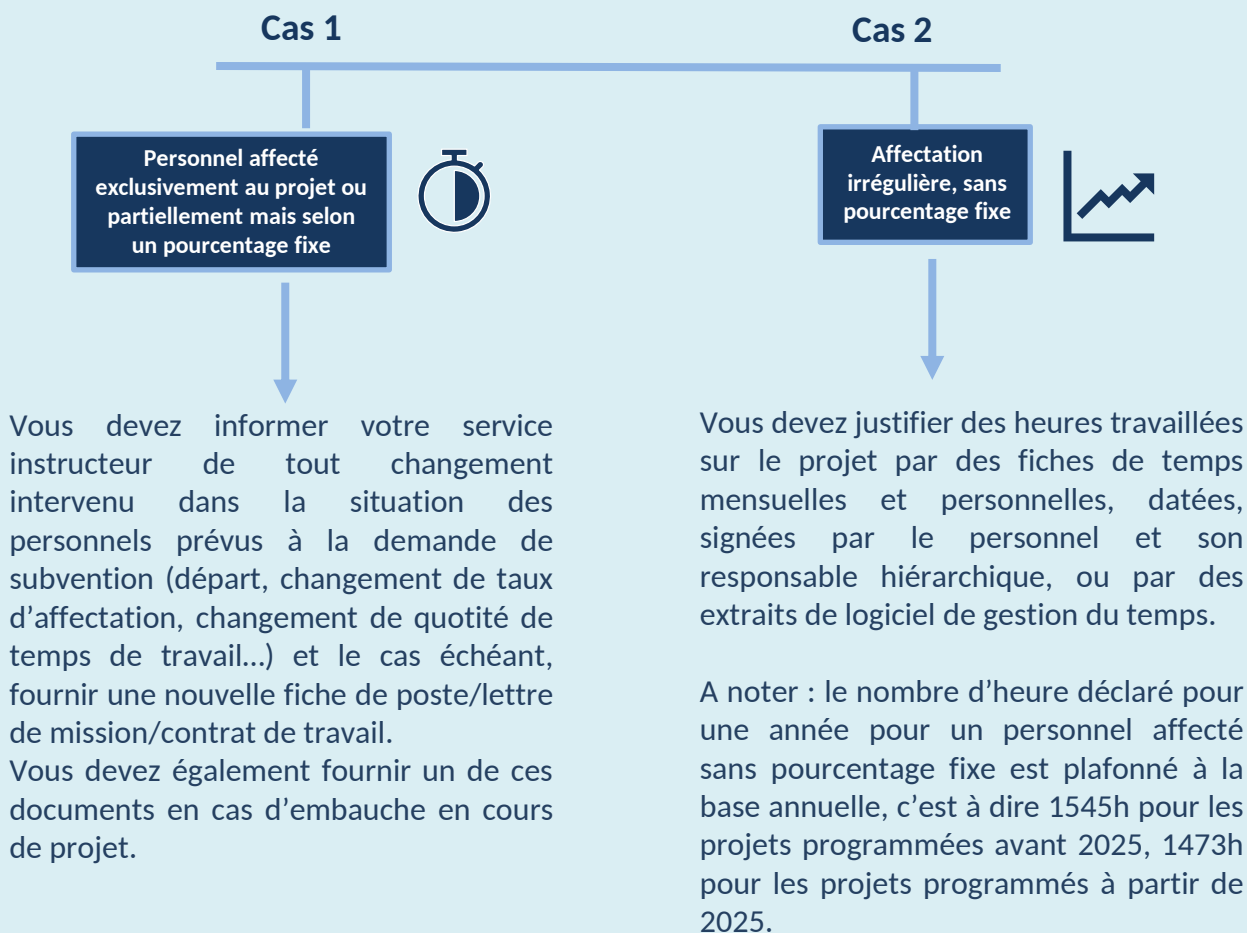 Cas 1
Personnel affecté
exclusivement au projet ou
partiellement mais selon
un pourcentage fixe
Vous devez informer votre service
instructeur de tout changement
intervenu dans la situation des
personnels prévus à la demande de
subvention (départ, changement de taux
d’affectation, changement de quotité de
temps de travail…) et le cas échéant,
fournir une nouvelle fiche de poste/lettre
de mission/contrat de travail.
Vous devez également fournir un de ces
documents en cas d’embauche en cours
de projet.
Cas 2
Affectation
irrégulière, sans
pourcentage fixe
Vous devez justifier des heures travaillées
sur le projet par des fiches de temps
mensuelles et personnelles, datées,
signées par le personnel et son
responsable hiérarchique, ou par des
extraits de logiciel de gestion du temps.
A noter : le nombre d’heure déclaré pour
une année pour un personnel affecté
sans pourcentage fixe est plafonné à la
base annuelle, c’est à dire 1545h pour les
projets programmées avant 2025, 1473h
pour les projets programmés à partir de
2025.